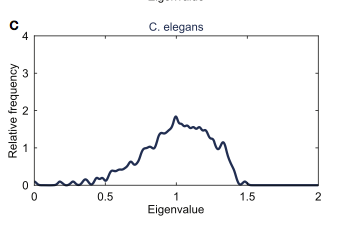 Eigenvalue
C
C. elegans
4
3
2
1
0
Relative frequency
0 0.5 1 1.5 2
Eigenvalue